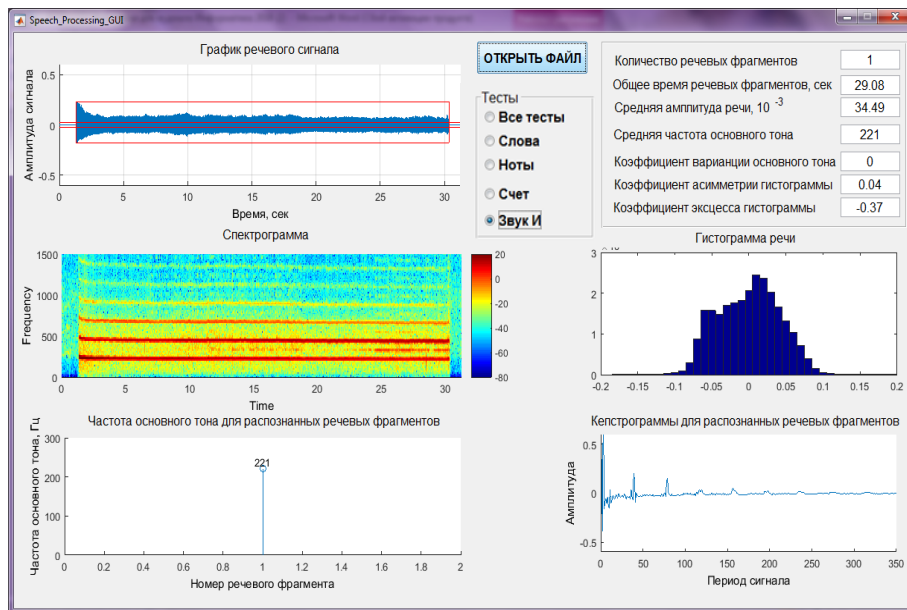 Speech_Processing_GUI
График речевого сигнала
Амплитуда сигнала
0.5
0
-0.5
0 5 10 15 20 25 30
Время, сек
ОТКРЫТЬ ФАЙЛ
Тесты
Все тесты
Слова
Ноты
Счет
Звук И
Количество речевых фрагментов 1
Общее время речевых фрагментов, сек 29.08
Средняя амплитуда речи, 10 -3 34.49
Средняя частота основного тона 221
Коэффициент вариации основного тона 0
Коэффициент асимметрии гистограммы 0.04
Коэффициент эксцесса гистограммы -0.37
Спектрограмма
Frequency
1500
1000
500
0
0 5 10 15 20 25 30
Time
20
0
-20
-40
-60
-80
Гистограмма речи
3
2
1
0
-0.2 -0.15 -0.1 -0.05 0 0.05 0.1 0.15 0.2
Частота основного тона для распознанных речевых фрагментов
Частота основного тона, Гц
300
200
100
0
221
0 0.2 0.4 0.6 0.8 1 1.2 1.4 1.6 1.8 2
Номер речевого фрагмента
Кепстрограммы для распознанных речевых фрагментов
Амплитуда
0.5
0
-0.5
0 50 100 150 200 250 300 350
Период сигнала